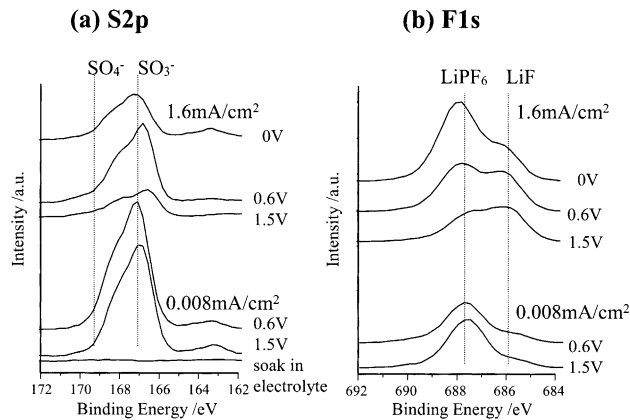 (a) S2p
SO₄⁻ SO₃⁻
1.6mA/cm²
0V
0.6V
1.5V
0.008mA/cm²
0.6V
1.5V
soak in
electrolyte
Intensity /a.u.
172 170 168 166 164 162
Binding Energy /eV
(b) F1s
LiPF₆ LiF
1.6mA/cm²
0V
0.6V
1.5V
0.008mA/cm²
0.6V
1.5V
Intensity /a.u.
692 690 688 686 684
Binding Energy /eV